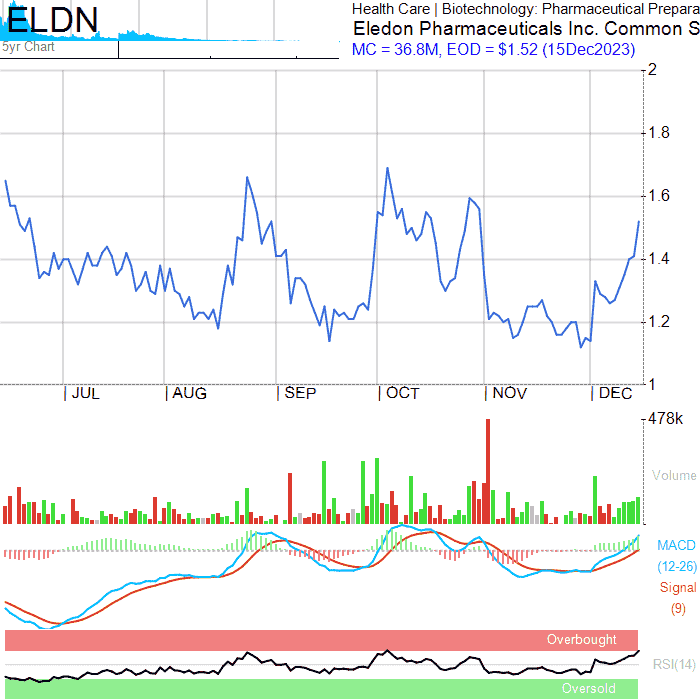 ELDN
5yr Chart
Health Care | Biotechnology: Pharmaceutical Prepara
Eledon Pharmaceuticals Inc. Common S
MC = 36.8M, EOD = $1.52 (15Dec2023)
2
1.8
1.6
1.4
1.2
1
JUL AUG SEP OCT NOV DEC
478K
Volume
MACD
(12-26)
Signal
(9)
Overbought
RSI(14)
Oversold